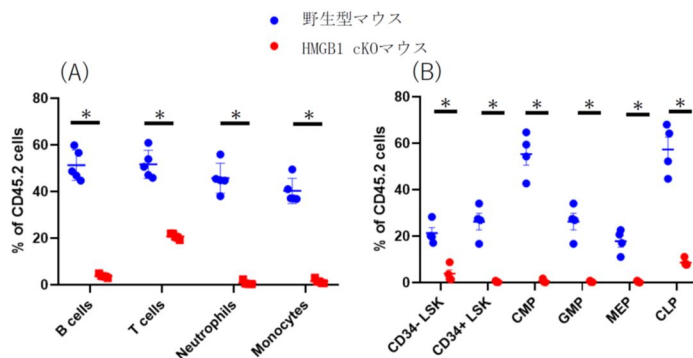 野生型マウス
HMGB1 cKOマウス
(A)
% of CD45.2 cells
80
60
40
20
0
*
*
*
*
B cells
T cells
Neutrophils
Monocytes
(B)
% of CD45.2 cells
80
60
40
20
0
*
*
*
*
*
*
CD34- LSK
CD34+ LSK
CMP
GMP
MEP
CLP